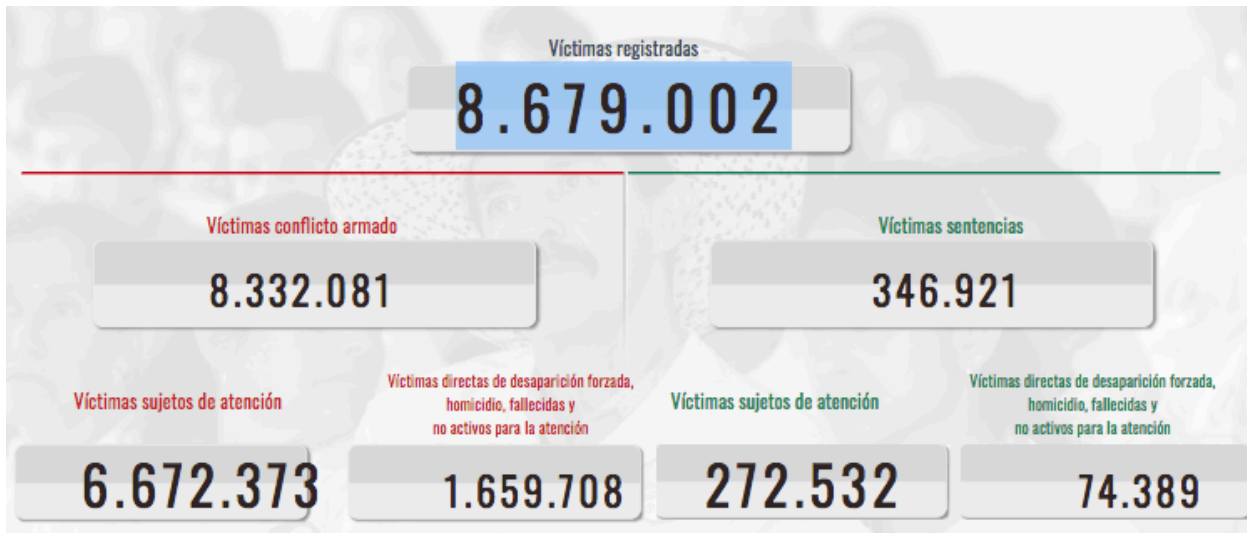 Víctimas registradas
8.679.002
Víctimas conflicto armado
8.332.081
Víctimas sentencias
346.921
Víctimas sujetos de atención
6.672.373
Víctimas directas de desaparición forzada,
homicidio, fallecidas y
no activos para la atención
1.659.708
Víctimas sujetos de atención
272.532
Víctimas directas de desaparición forzada,
homicidio, fallecidas y
no activos para la atención
74.389